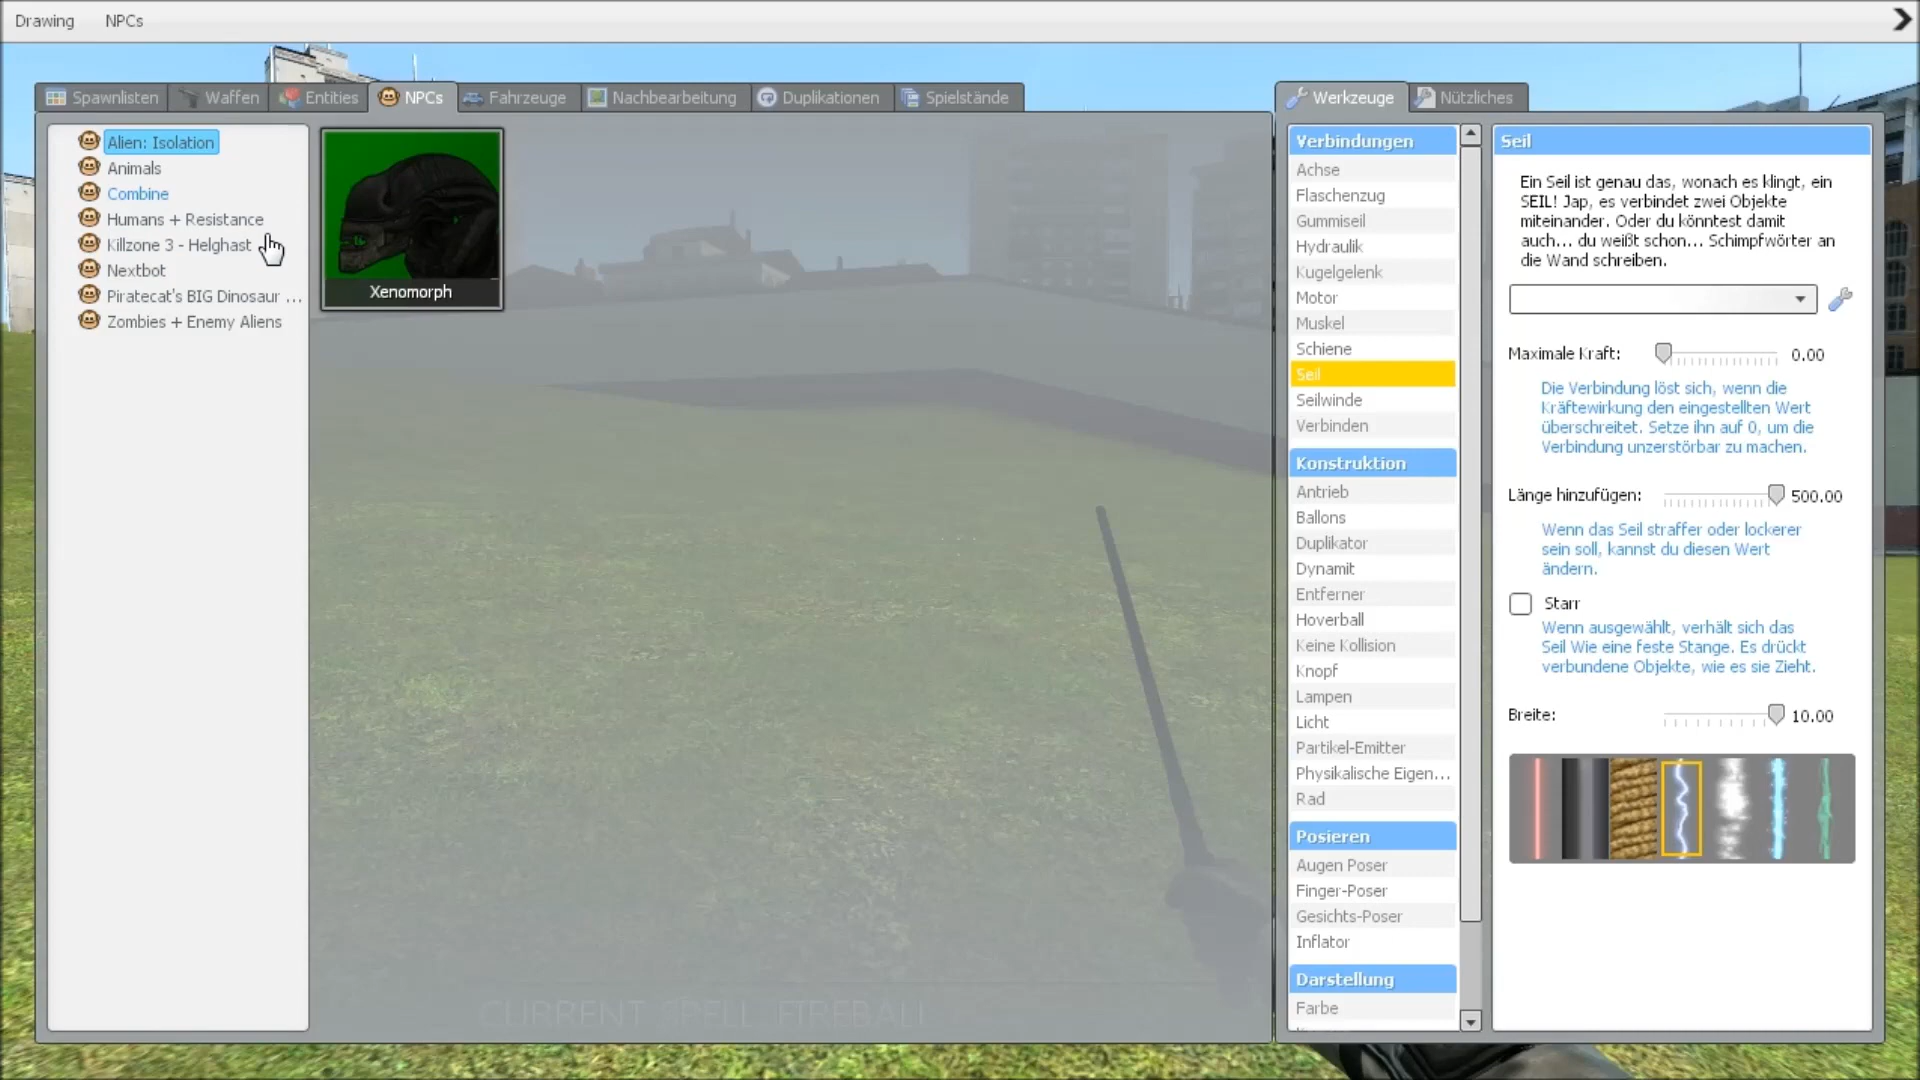 Drawing NPCs
Spawnlisten Waffen Entities NPCs Fahrzeuge Nachbearbeitung Duplikationen Spielstände
Alien: Isolation
Animals
Combine
Humans + Resistance
Killzone 3 - Helghast
Nextbot
Piratecat's BIG Dinosaur ...
Zombies + Enemy Aliens
Xenomorph
CURRENT SPELL FIREBALL
Werkzeuge Nützliches
Verbindungen
Achse
Flaschenzug
Gummiseil
Hydraulik
Kugelgelenk
Motor
Muskel
Schiene
Seil
Seilwinde
Verbinden
Konstruktion
Antrieb
Ballons
Duplikator
Dynamit
Entferner
Hoverball
Keine Kollision
Knopf
Lampen
Licht
Partikel-Emitter
Physikalische Eigen...
Rad
Posieren
Augen Poser
Finger-Poser
Gesichts-Poser
Inflator
Darstellung
Farbe
Seil
Ein Seil ist genau das, wonach es klingt, ein
SEIL! Jap, es verbindet zwei Objekte
miteinander. Oder du könntest damit
auch... du weißt schon... Schimpfwörter an
die Wand schreiben.
Maximale Kraft: 0.00
Die Verbindung löst sich, wenn die
Kräftewirkung den eingestellten Wert
überschreitet. Setze ihn auf 0, um die
Verbindung unzerstörbar zu machen.
Länge hinzufügen: 500.00
Wenn das Seil straffer oder lockerer
sein soll, kannst du diesen Wert
ändern.
Starr
Wenn ausgewählt, verhält sich das
Seil Wie eine feste Stange. Es drückt
verbundene Objekte, wie es sie Zieht.
Breite: 10.00